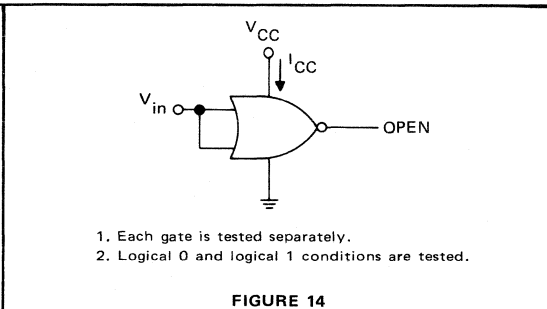 VCC
ICC
Vin
OPEN
1. Each gate is tested separately.
2. Logical 0 and logical 1 conditions are tested.
FIGURE 14